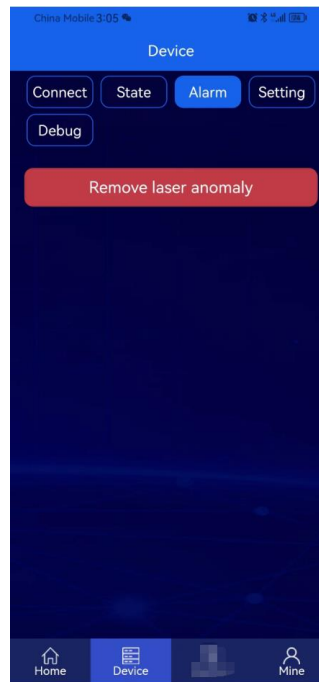 China Mobile 3:05
Device
Connect State Alarm Setting
Debug
Remove laser anomaly
Home Device Mine